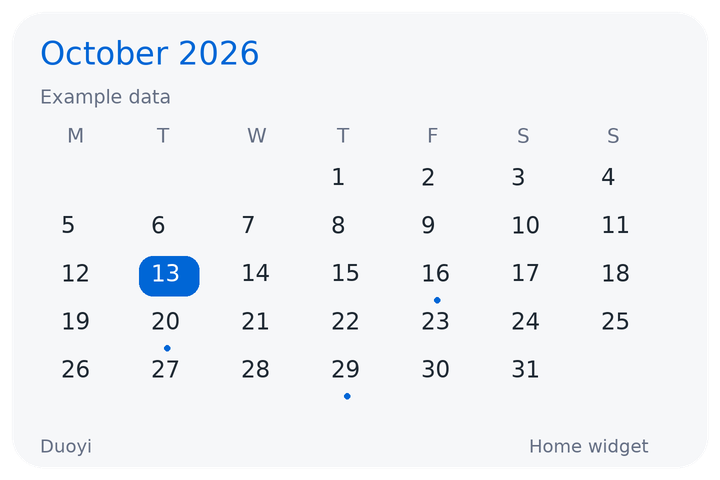 October 2026
Example data
M T W T F S S
1 2 3 4
5 6 7 8 9 10 11
12 13 14 15 16 17 18
19 20 21 22 23 24 25
26 27 28 29 30 31
Duoyi Home widget